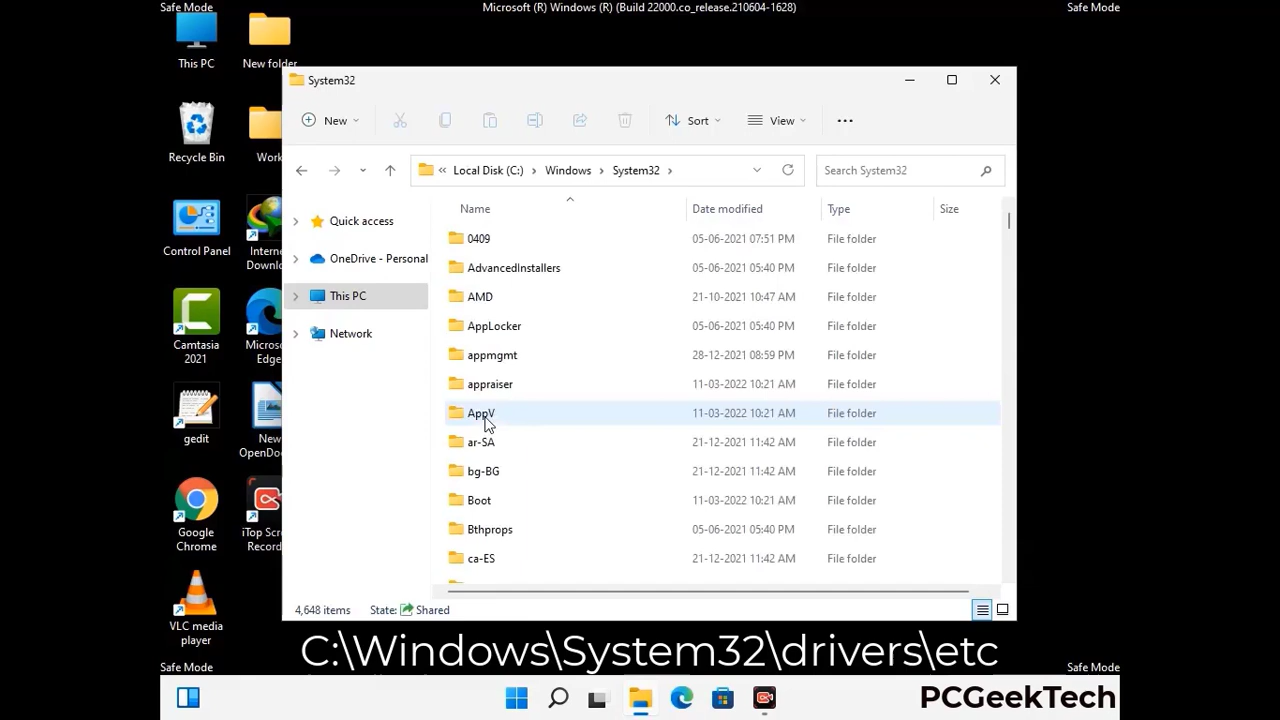 Safe Mode
Microsoft (R) Windows (R) (Build 22000.co_release.210604-1628)
Safe Mode
This PC
New folder
System32
New
Sort
View
Recycle Bin
Work
Local Disk (C:)
Windows
System32
Search System32
Name
Date modified
Type
Size
Control Panel
Internet
Downlo
Quick access
OneDrive - Personal
This PC
Network
0409 05-06-2021 07:51 PM File folder
AdvancedInstallers 05-06-2021 05:40 PM File folder
AMD 21-10-2021 10:47 AM File folder
AppLocker 05-06-2021 05:40 PM File folder
appmgmt 28-12-2021 08:59 PM File folder
appraiser 11-03-2022 10:21 AM File folder
AppV 11-03-2022 10:21 AM File folder
ar-SA 21-12-2021 11:42 AM File folder
bg-BG 21-12-2021 11:42 AM File folder
Boot 11-03-2022 10:21 AM File folder
Bthprops 05-06-2021 05:40 PM File folder
ca-ES 21-12-2021 11:42 AM File folder
Camtasia
2021
Micros
Edge
gedit
New
OpenDo
Google
Chrome
iTop Scr
Record
VLC media
player
4,648 items
State:
Shared
C:\Windows\System32\drivers\etc
Safe Mode
Safe Mode
PCGeekTech